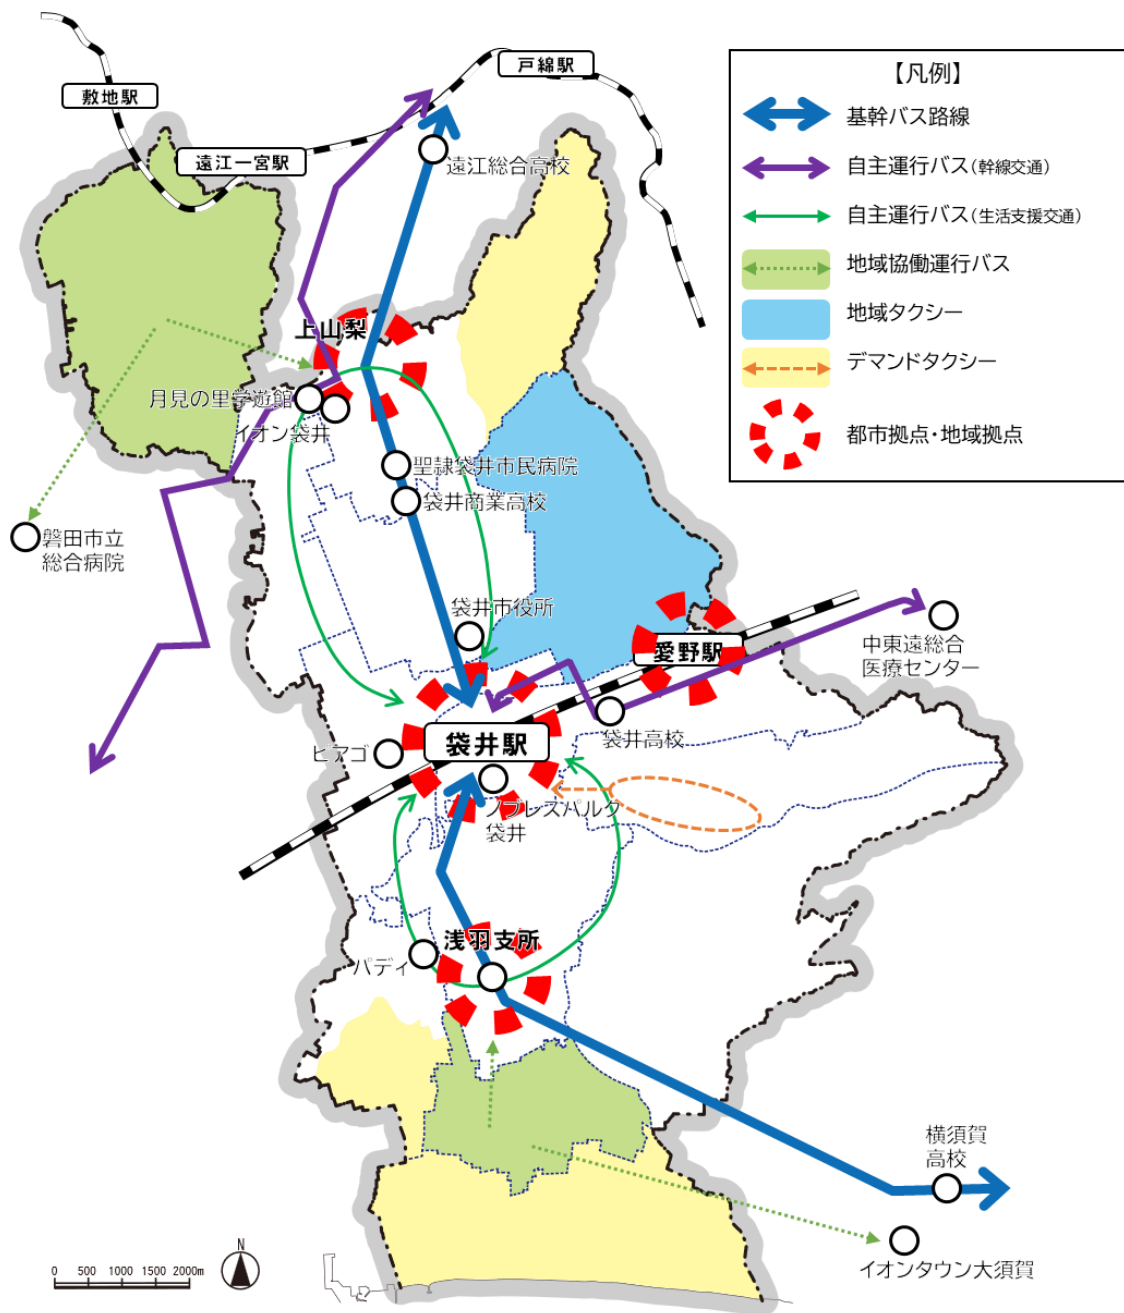 戸綿駅
敷地駅
遠江一宮駅
遠江総合高校
【凡例】
基幹バス路線
自主運行バス(幹線交通)
自主運行バス(生活支援交通)
地域協働運行バス
地域タクシー
デマンドタクシー
都市拠点・地域拠点
上山梨
月見の里学遊館
イオン袋井
聖隷袋井市民病院
袋井商業高校
磐田市立
総合病院
袋井市役所
愛野駅
中東遠総合
医療センター
袋井高校
袋井駅
ピアゴ
ノブレスパルク
袋井
浅羽支所
パディ
横須賀
高校
イオンタウン大須賀
N
0 500 1000 1500 2000m